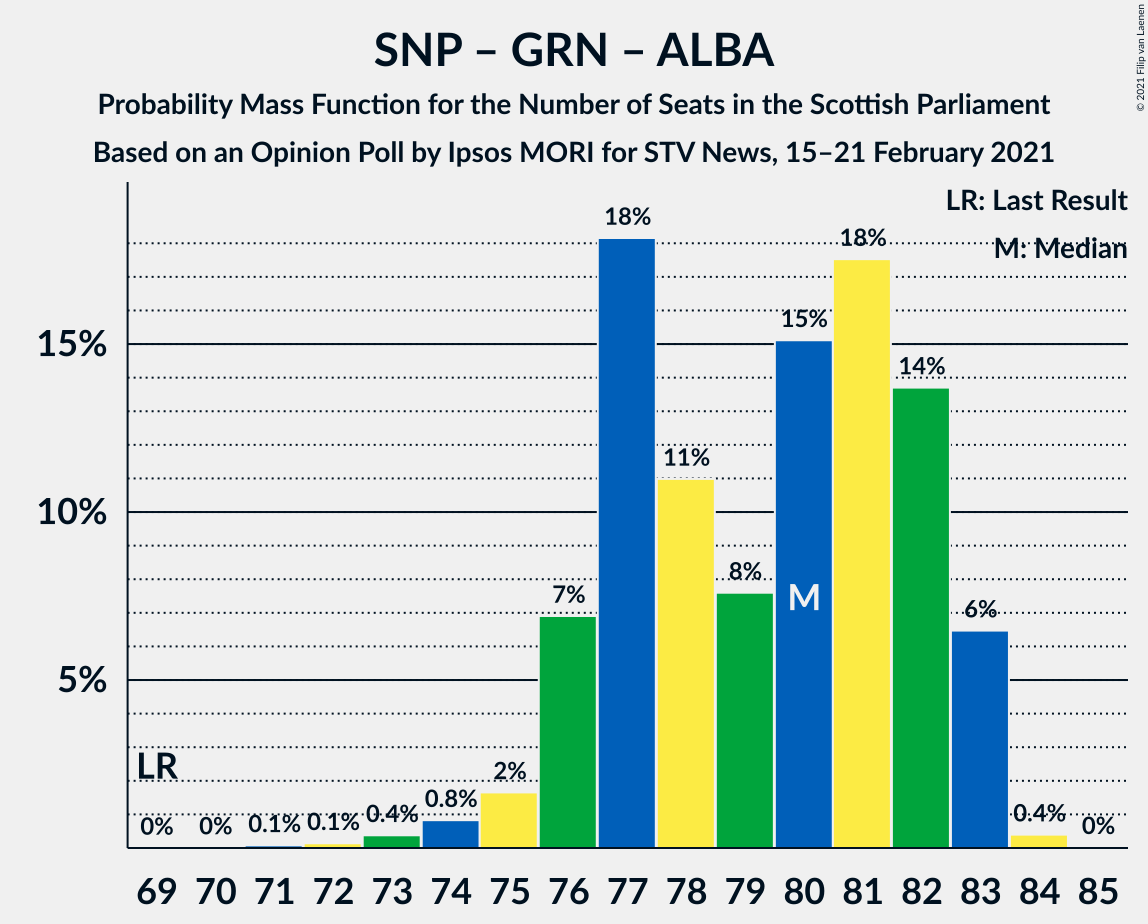 SNP – GRN – ALBA
Probability Mass Function for the Number of Seats in the Scottish Parliament
Based on an Opinion Poll by Ipsos MORI for STV News, 15–21 February 2021
© 2021 Filip van Laenen
LR: Last Result
M: Median
15%
10%
5%
LR
0%
0%
0.1%
0.1%
0.4%
0.8%
2%
7%
18%
11%
8%
15%
M
18%
14%
6%
0.4%
0%
69 70 71 72 73 74 75 76 77 78 79 80 81 82 83 84 85